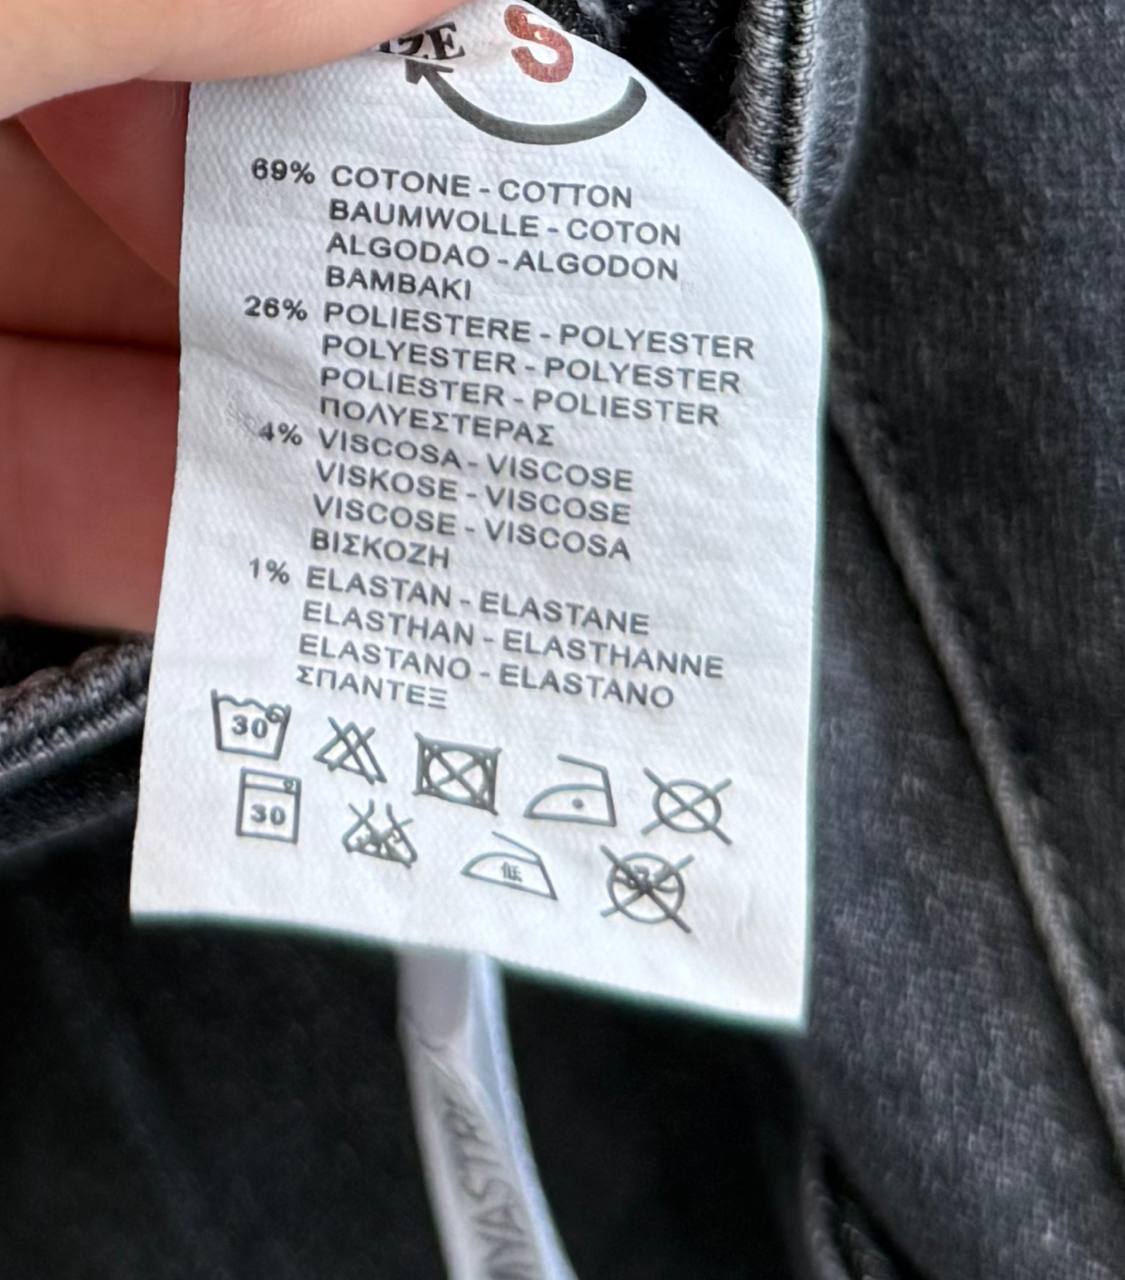 S
69% COTONE - COTTON
BAUMWOLLE - COTON
ALGODAO - ALGODON
BAMBAKI
26% POLIESTERE - POLYESTER
POLYESTER - POLYESTER
POLIESTER - POLIESTER
ΠΟΛΥΕΣΤΕΡΑΣ
4% VISCOSA - VISCOSE
VISKOSE - VISCOSE
VISCOSE - VISCOSA
ΒΙΣΚΟΖΗ
1% ELASTAN - ELASTANE
ELASTHAN - ELASTHANNE
ELASTANO - ELASTANO
ΣΠΑΝΤΕΞ
30
30
低